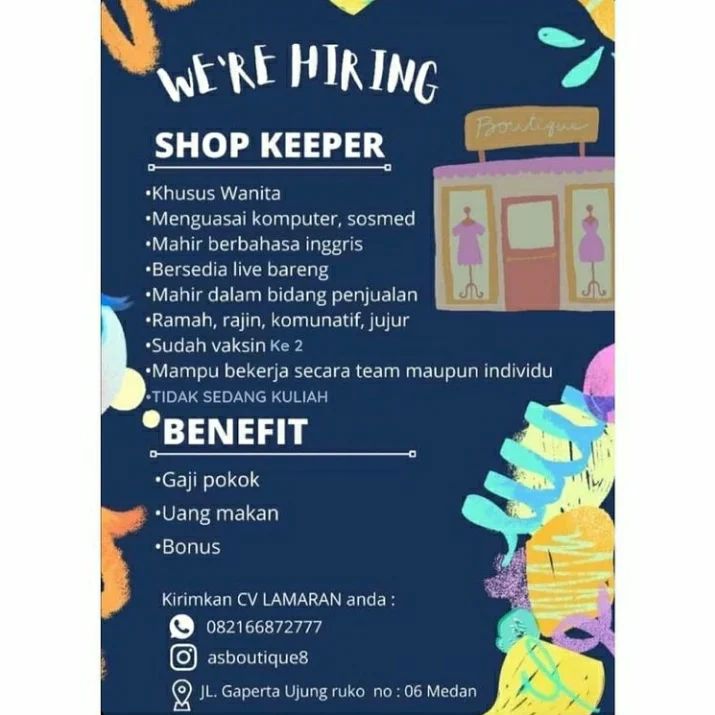 WE'RE HIRING
Boutique
SHOP KEEPER
•Khusus Wanita
•Menguasai komputer, sosmed
•Mahir berbahasa inggris
•Bersedia live bareng
•Mahir dalam bidang penjualan
•Ramah, rajin, komunatif, jujur
•Sudah vaksin Ke 2
•Mampu bekerja secara team maupun individu
•TIDAK SEDANG KULIAH
BENEFIT
•Gaji pokok
•Uang makan
•Bonus
Kirimkan CV LAMARAN anda :
082166872777
asboutique8
JL. Gaperta Ujung ruko no : 06 Medan